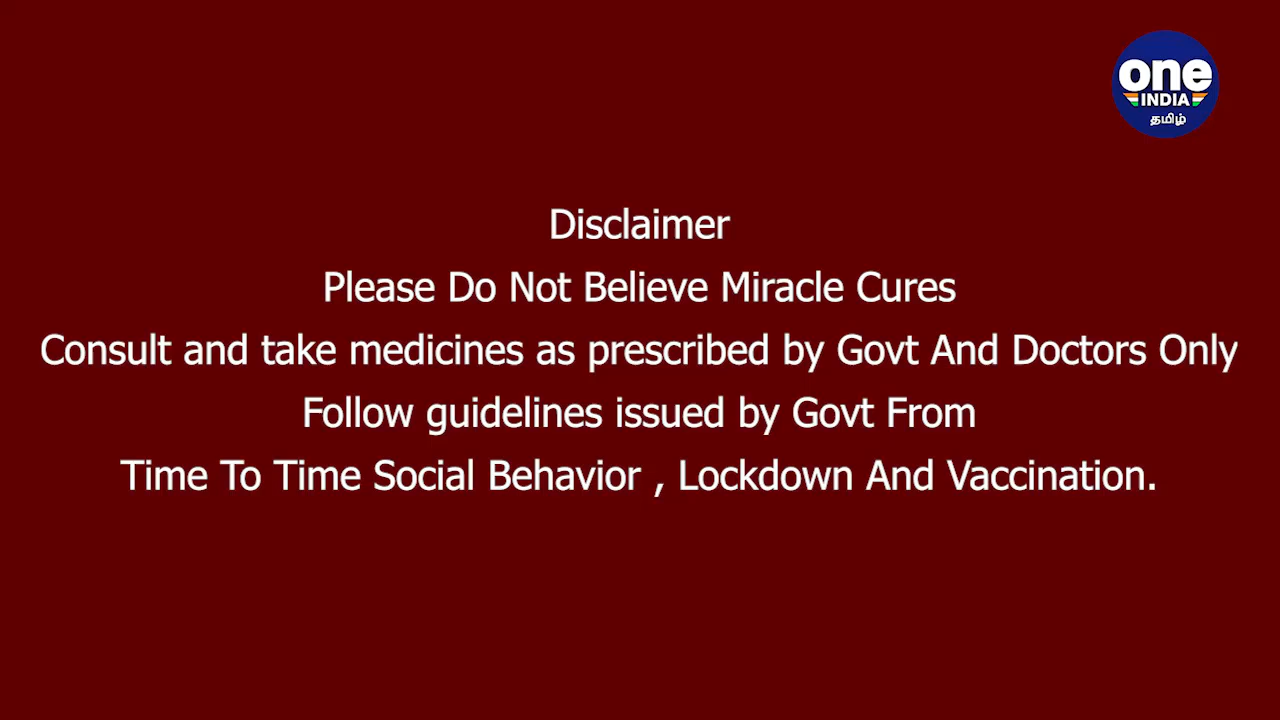 one
INDIA
தமிழ்
Disclaimer
Please Do Not Believe Miracle Cures
Consult and take medicines as prescribed by Govt And Doctors Only
Follow guidelines issued by Govt From
Time To Time Social Behavior , Lockdown And Vaccination.